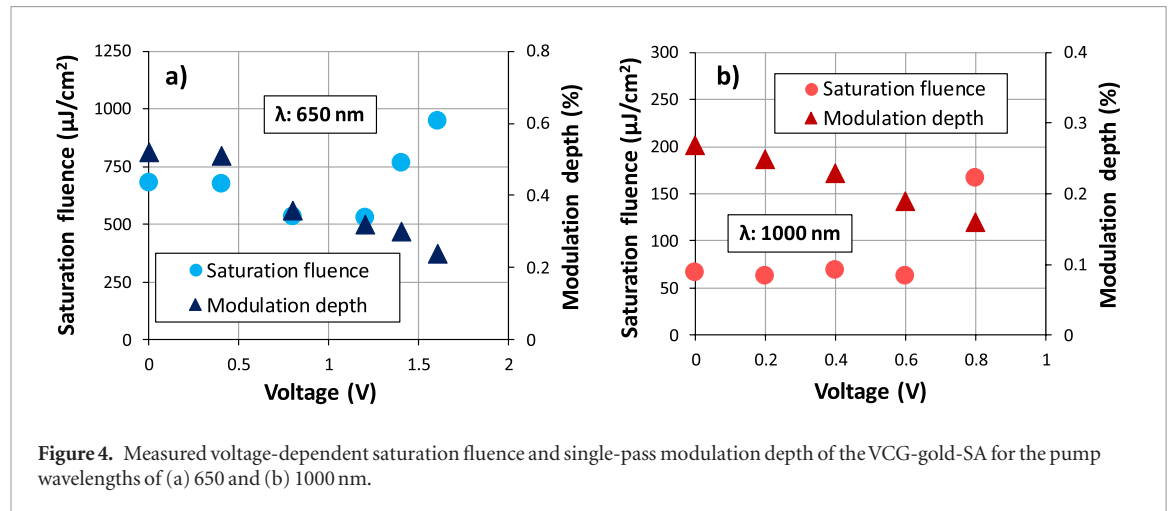 a)
λ: 650 nm
Saturation fluence (µJ/cm²)
1250
1000
750
500
250
0
Modulation depth (%)
0.8
0.6
0.4
0.2
0
Saturation fluence
Modulation depth
0 0.5 1 1.5 2
Voltage (V)
b)
Saturation fluence
Modulation depth
λ: 1000 nm
Saturation fluence (µJ/cm²)
300
250
200
150
100
50
0
Modulation depth (%)
0.4
0.3
0.2
0.1
0
0 0.2 0.4 0.6 0.8 1
Voltage (V)
Figure 4. Measured voltage-dependent saturation fluence and single-pass modulation depth of the VCG-gold-SA for the pump
wavelengths of (a) 650 and (b) 1000 nm.